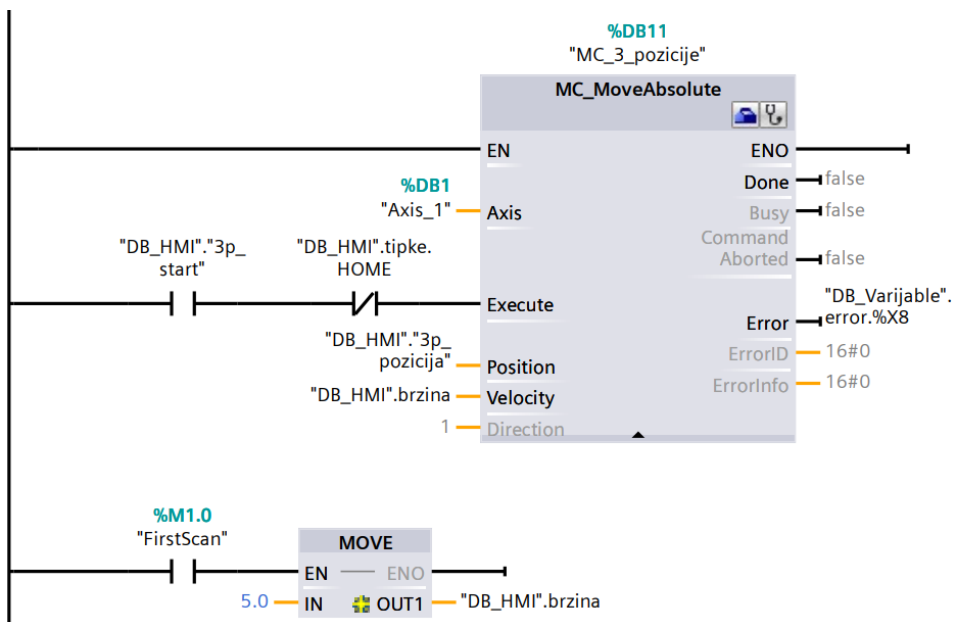 %DB11
"MC_3_pozicije"
MC_MoveAbsolute
EN
ENO
%DB1
"Axis_1"
Axis
Done
false
Busy
false
Command
Aborted
false
"DB_HMI"."3p_
start"
"DB_HMI".tipke.
HOME
Execute
"DB_Varijable".
error.%X8
Error
"DB_HMI"."3p_
pozicija"
Position
ErrorID
16#0
"DB_HMI".brzina
Velocity
ErrorInfo
16#0
1
Direction
%M1.0
"FirstScan"
MOVE
EN
ENO
5.0
IN
OUT1
"DB_HMI".brzina